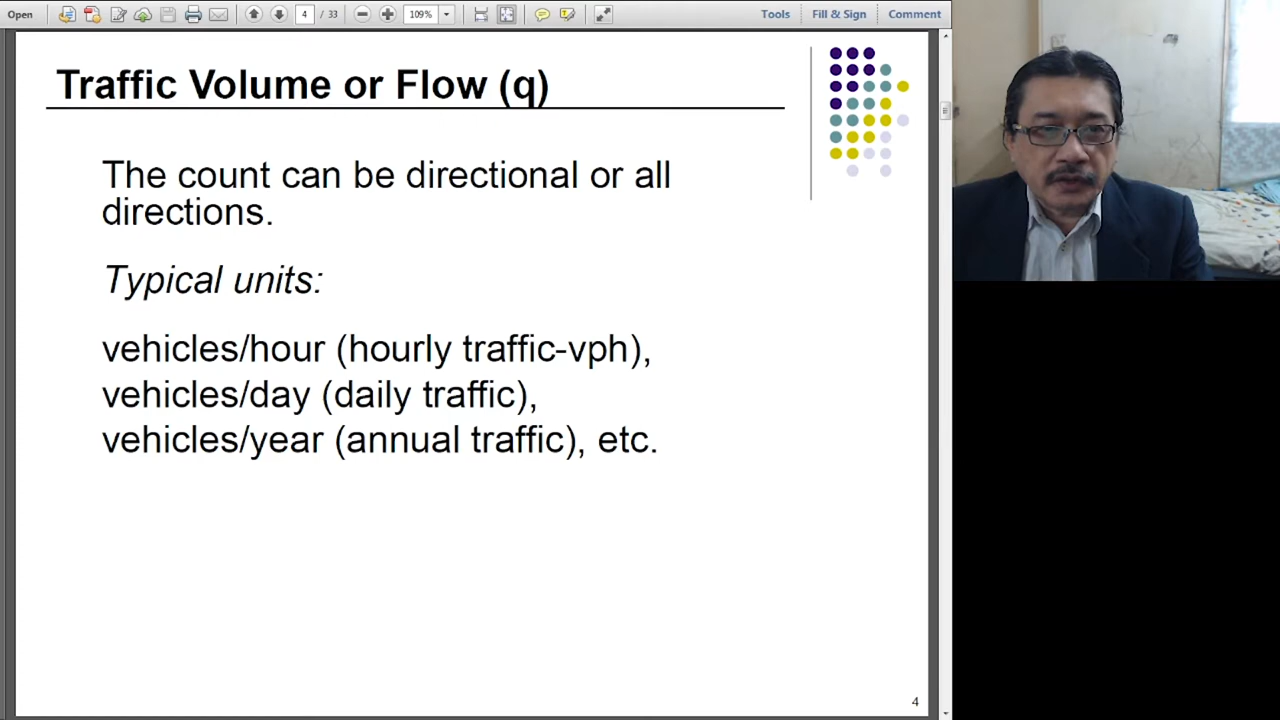 Open
4 / 33
109%
Tools
Fill & Sign
Comment
Traffic Volume or Flow (q)
The count can be directional or all
directions.
Typical units:
vehicles/hour (hourly traffic-vph),
vehicles/day (daily traffic),
vehicles/year (annual traffic), etc.
4